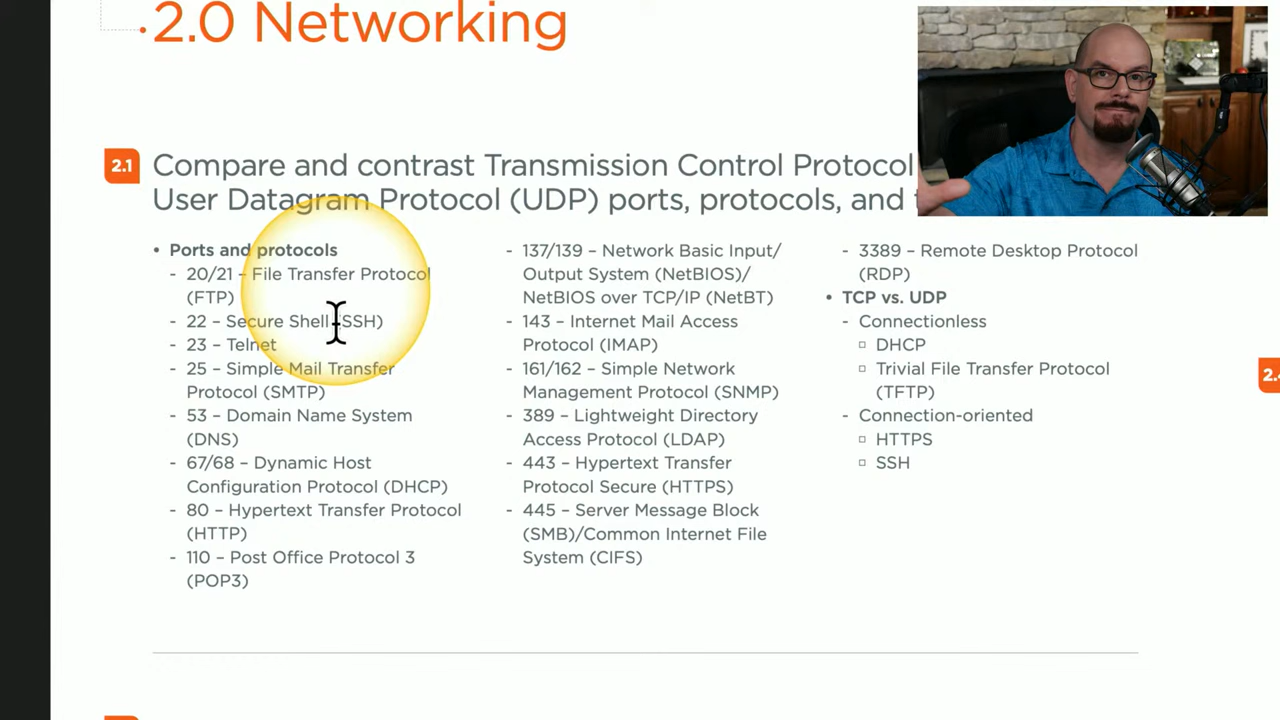 2.0 Networking
2.1
Compare and contrast Transmission Control Protocol
User Datagram Protocol (UDP) ports, protocols, and
• Ports and protocols
- 20/21 – File Transfer Protocol
(FTP)
- 22 – Secure Shell (SSH)
- 23 – Telnet
- 25 – Simple Mail Transfer
Protocol (SMTP)
- 53 – Domain Name System
(DNS)
- 67/68 – Dynamic Host
Configuration Protocol (DHCP)
- 80 – Hypertext Transfer Protocol
(HTTP)
- 110 – Post Office Protocol 3
(POP3)
- 137/139 – Network Basic Input/
Output System (NetBIOS)/
NetBIOS over TCP/IP (NetBT)
- 143 – Internet Mail Access
Protocol (IMAP)
- 161/162 – Simple Network
Management Protocol (SNMP)
- 389 – Lightweight Directory
Access Protocol (LDAP)
- 443 – Hypertext Transfer
Protocol Secure (HTTPS)
- 445 – Server Message Block
(SMB)/Common Internet File
System (CIFS)
- 3389 – Remote Desktop Protocol
(RDP)
• TCP vs. UDP
- Connectionless
▫ DHCP
▫ Trivial File Transfer Protocol
(TFTP)
- Connection-oriented
▫ HTTPS
▫ SSH